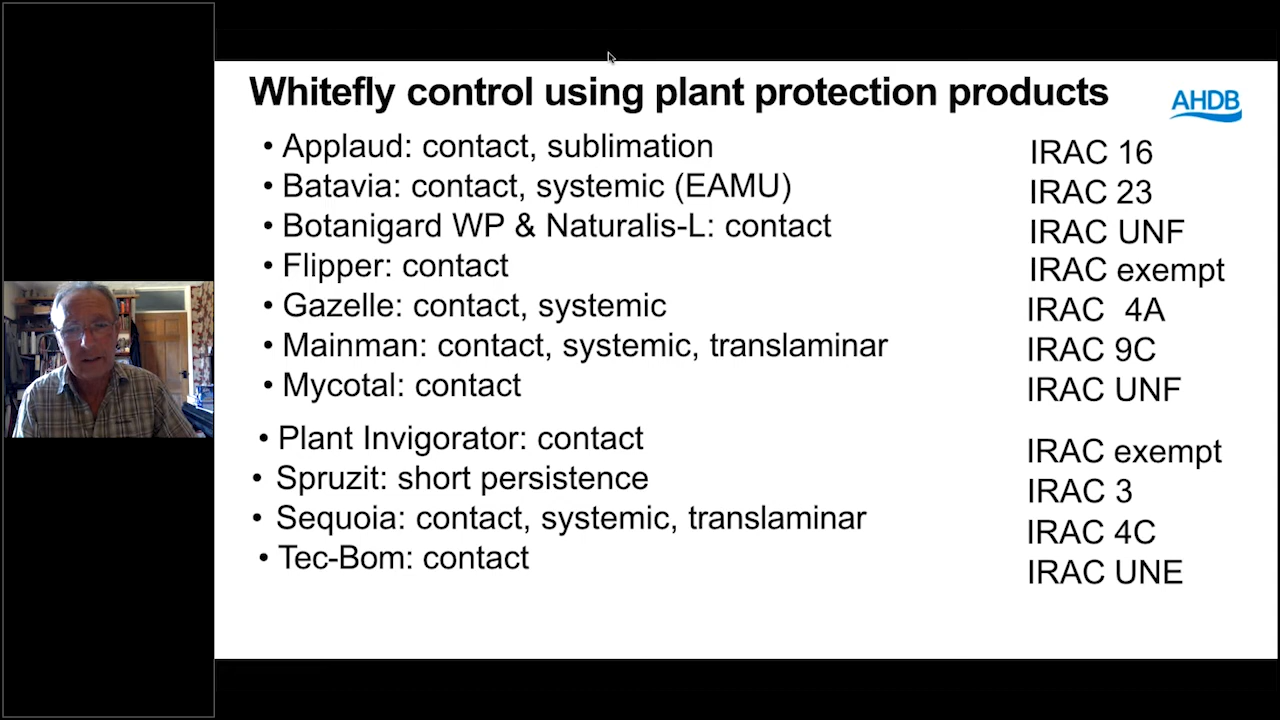 Whitefly control using plant protection products
AHDB
• Applaud: contact, sublimation IRAC 16
• Batavia: contact, systemic (EAMU) IRAC 23
• Botanigard WP & Naturalis-L: contact IRAC UNF
• Flipper: contact IRAC exempt
• Gazelle: contact, systemic IRAC 4A
• Mainman: contact, systemic, translaminar IRAC 9C
• Mycotal: contact IRAC UNF
• Plant Invigorator: contact IRAC exempt
• Spruzit: short persistence IRAC 3
• Sequoia: contact, systemic, translaminar IRAC 4C
• Tec-Bom: contact IRAC UNE